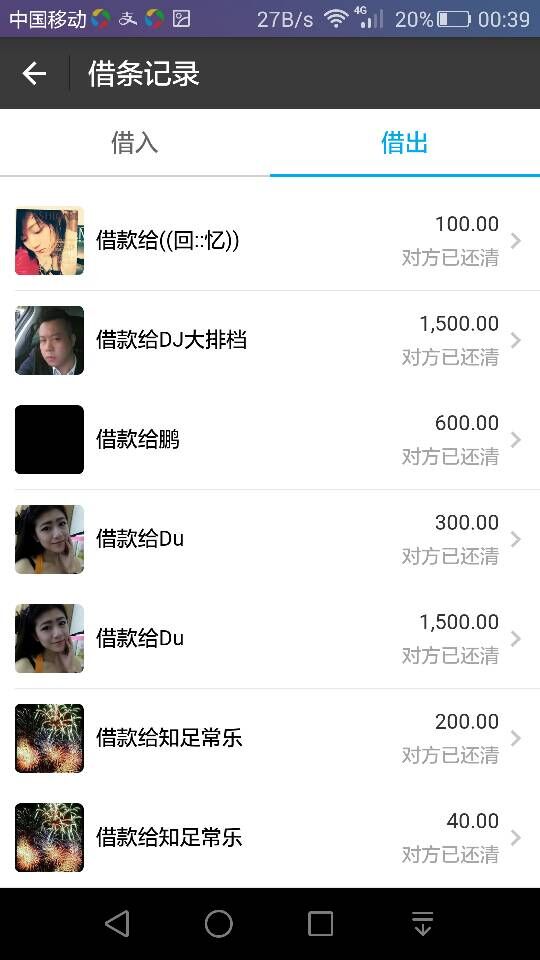 中国移动 27B/s 4G 20% 00:39
借条记录
借入 借出
借款给((回::忆)) 100.00
对方已还清
借款给DJ大排档 1,500.00
对方已还清
借款给鹏 600.00
对方已还清
借款给Du 300.00
对方已还清
借款给Du 1,500.00
对方已还清
借款给知足常乐 200.00
对方已还清
借款给知足常乐 40.00
对方已还清